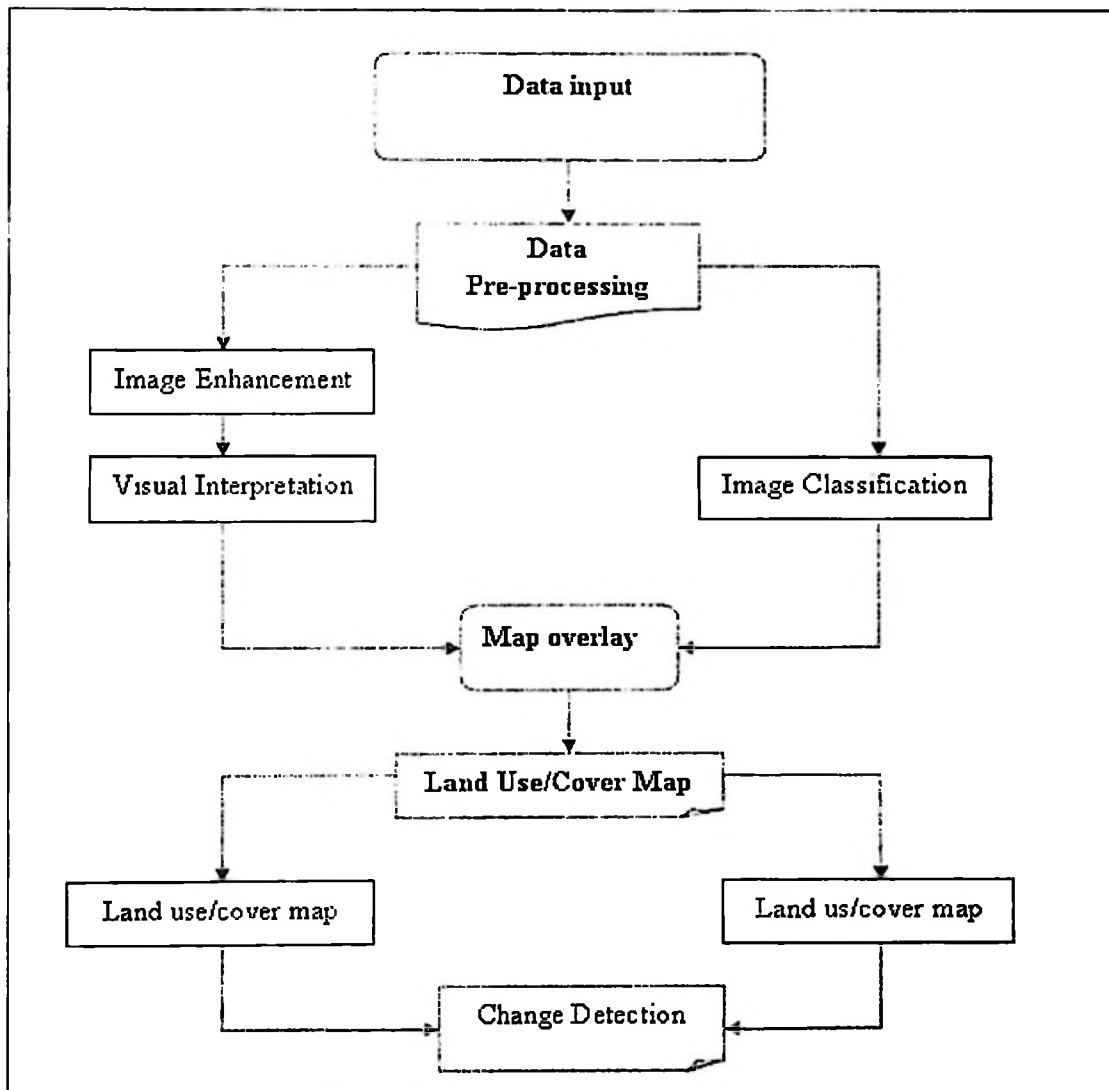 Data input
Data
Pre-processing
Image Enhancement
Visual Interpretation
Image Classification
Map overlay
Land Use/Cover Map
Land use/cover map
Land us/cover map
Change Detection